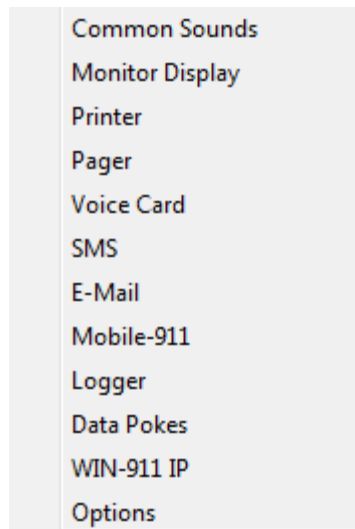 Common Sounds
Monitor Display
Printer
Pager
Voice Card
SMS
E-Mail
Mobile-911
Logger
Data Pokes
WIN-911 IP
Options